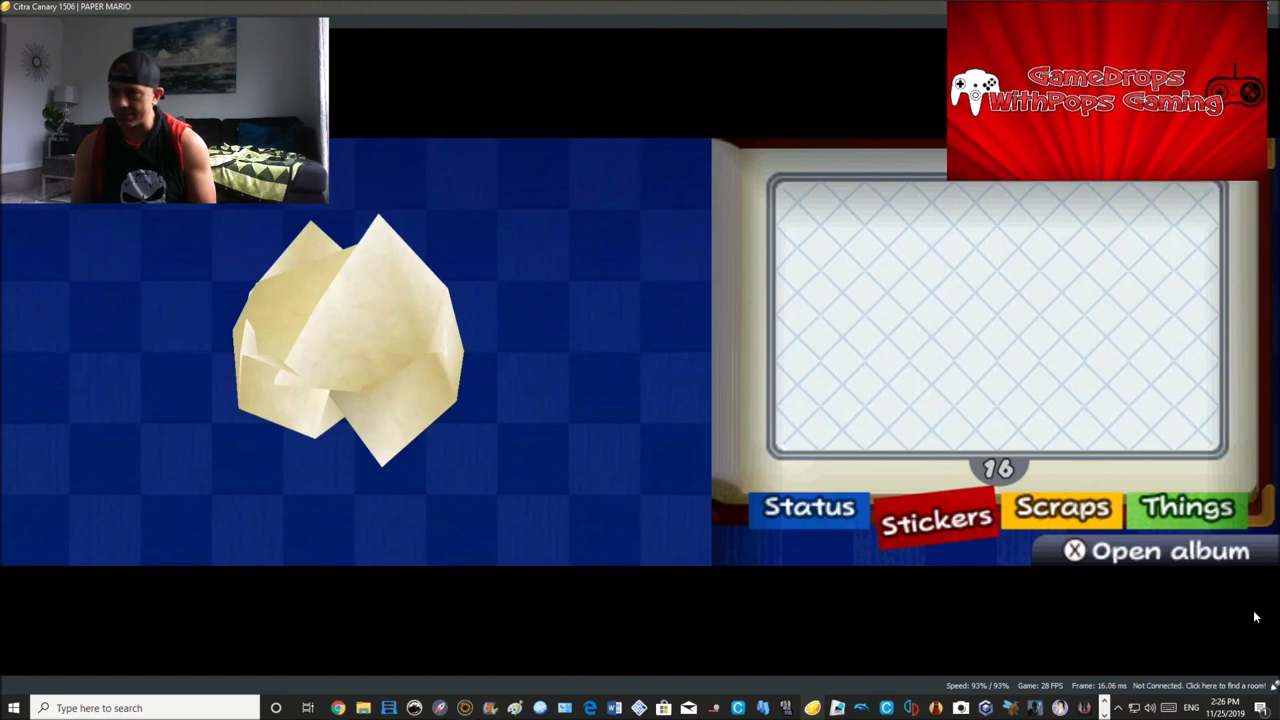 Citra Canary 1506 | PAPER MARIO
GameDrops
WithPops Gaming
16
Status
Stickers
Scraps
Things
X Open album
Speed: 93% / 93%
Game: 28 FPS
Frame: 16.06 ms
Not Connected. Click here to find a room!
Type here to search
ENG
2:26 PM
11/25/2019